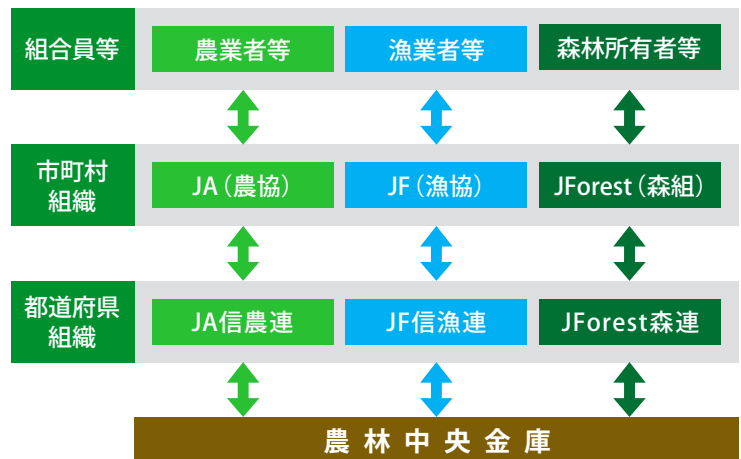 組合員等
農業者等
漁業者等
森林所有者等
市町村
組織
JA（農協）
JF（漁協）
JForest（森組）
都道府県
組織
JA信農連
JF信漁連
JForest森連
農林中央金庫